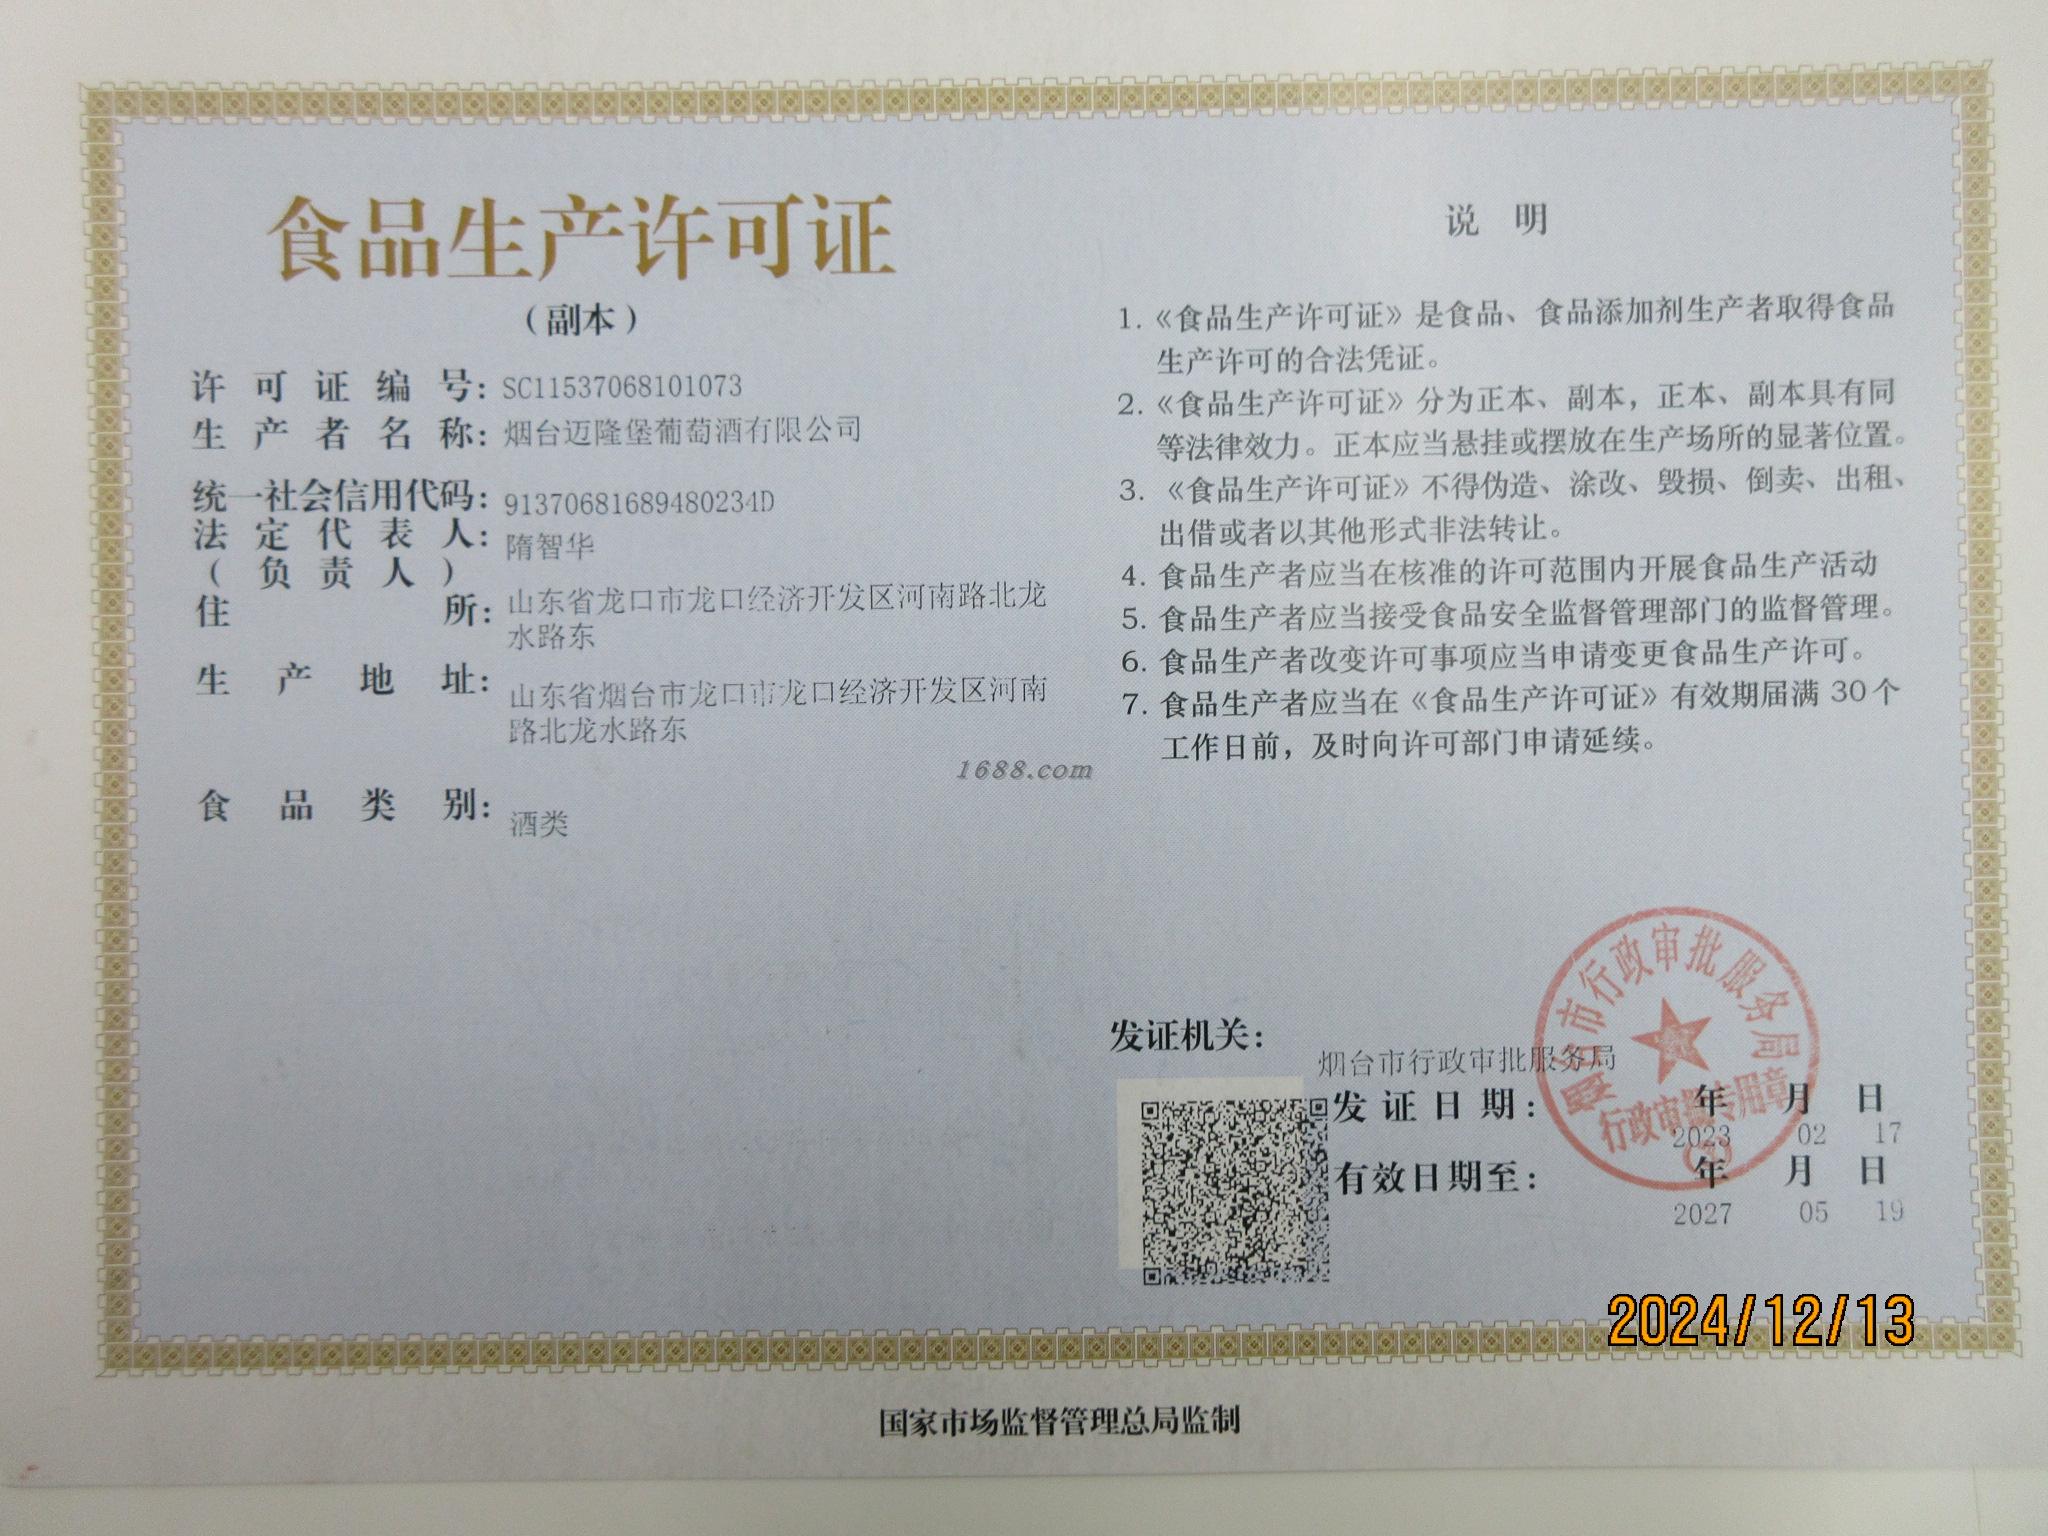 食品生产许可证
（副本）
许可证编号：SC11537068101073
生产者名称：烟台迈隆堡葡萄酒有限公司
统一社会信用代码：91370681689480234D
法定代表人：隋智华
（负责人）
住所：山东省龙口市龙口经济开发区河南路北龙
水路东
生产地址：山东省烟台市龙口市龙口经济开发区河南
路北龙水路东
1688.com
食品类别：酒类
说明
1.《食品生产许可证》是食品、食品添加剂生产者取得食品
生产许可的合法凭证。
2.《食品生产许可证》分为正本、副本，正本、副本具有同
等法律效力。正本应当悬挂或摆放在生产场所的显著位置。
3.《食品生产许可证》不得伪造、涂改、毁损、倒卖、出租、
出借或者以其他形式非法转让。
4.食品生产者应当在核准的许可范围内开展食品生产活动
5.食品生产者应当接受食品安全监督管理部门的监督管理。
6.食品生产者改变许可事项应当申请变更食品生产许可。
7.食品生产者应当在《食品生产许可证》有效期届满30个
工作日前，及时向许可部门申请延续。
发证机关：
烟台市行政审批服务局
烟台市行政审批服务局
行政审批专用章
发证日期：年月日
2023 02 17
有效日期至：年月日
2027 05 19
2024/12/13
国家市场监督管理总局监制